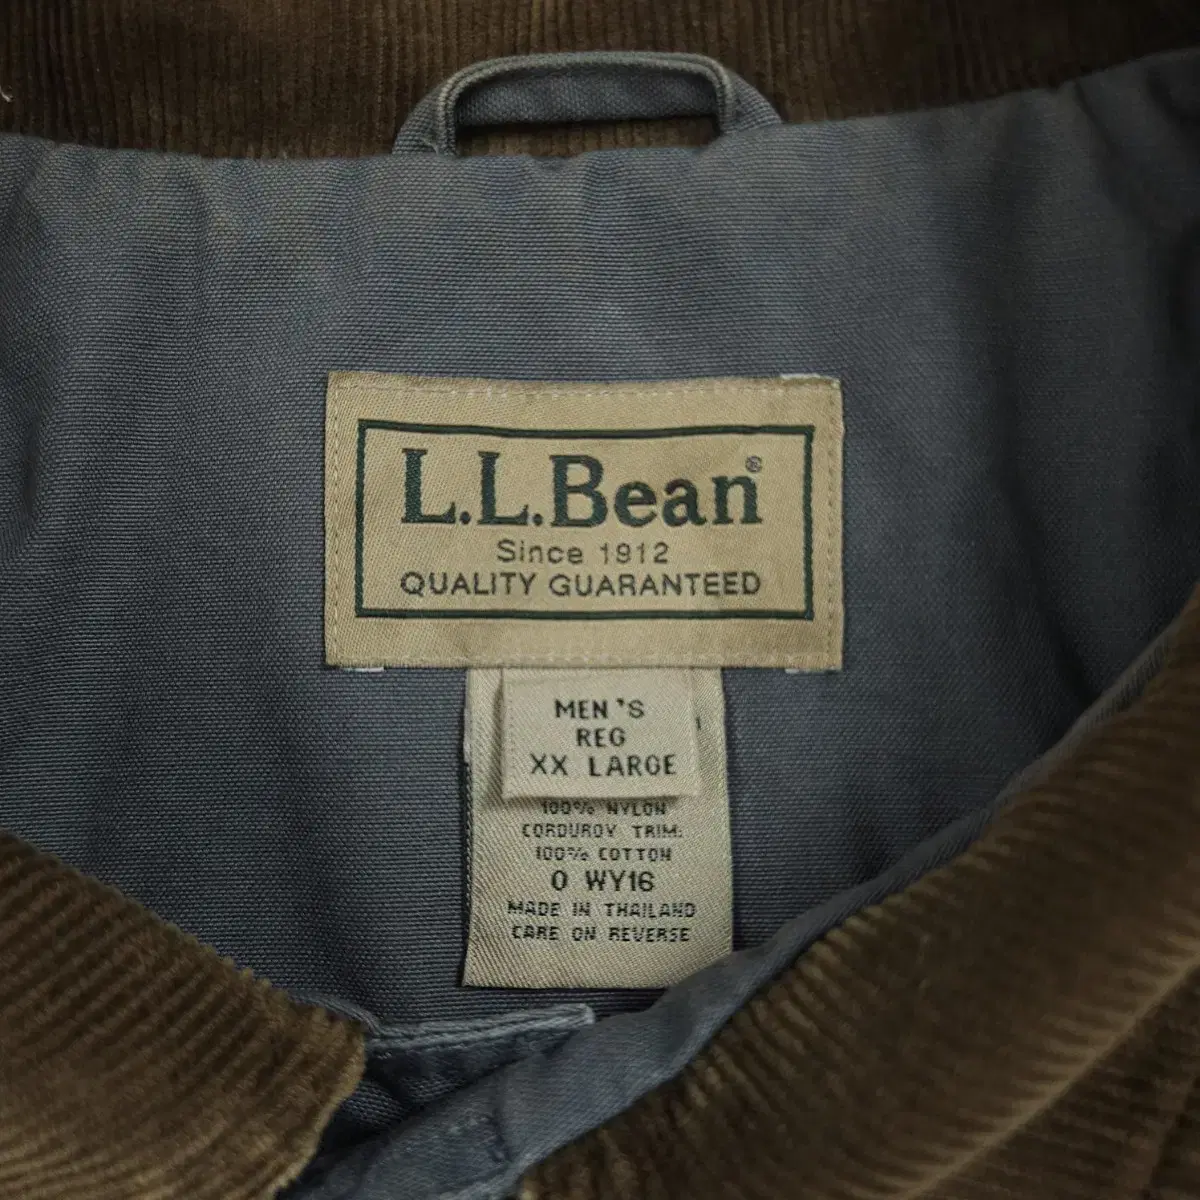 L.L.Bean®
Since 1912
QUALITY GUARANTEED
MEN'S
REG
XX LARGE
100% NYLON
CORDUROY TRIM:
100% COTTON
0 WY16
MADE IN THAILAND
CARE ON REVERSE